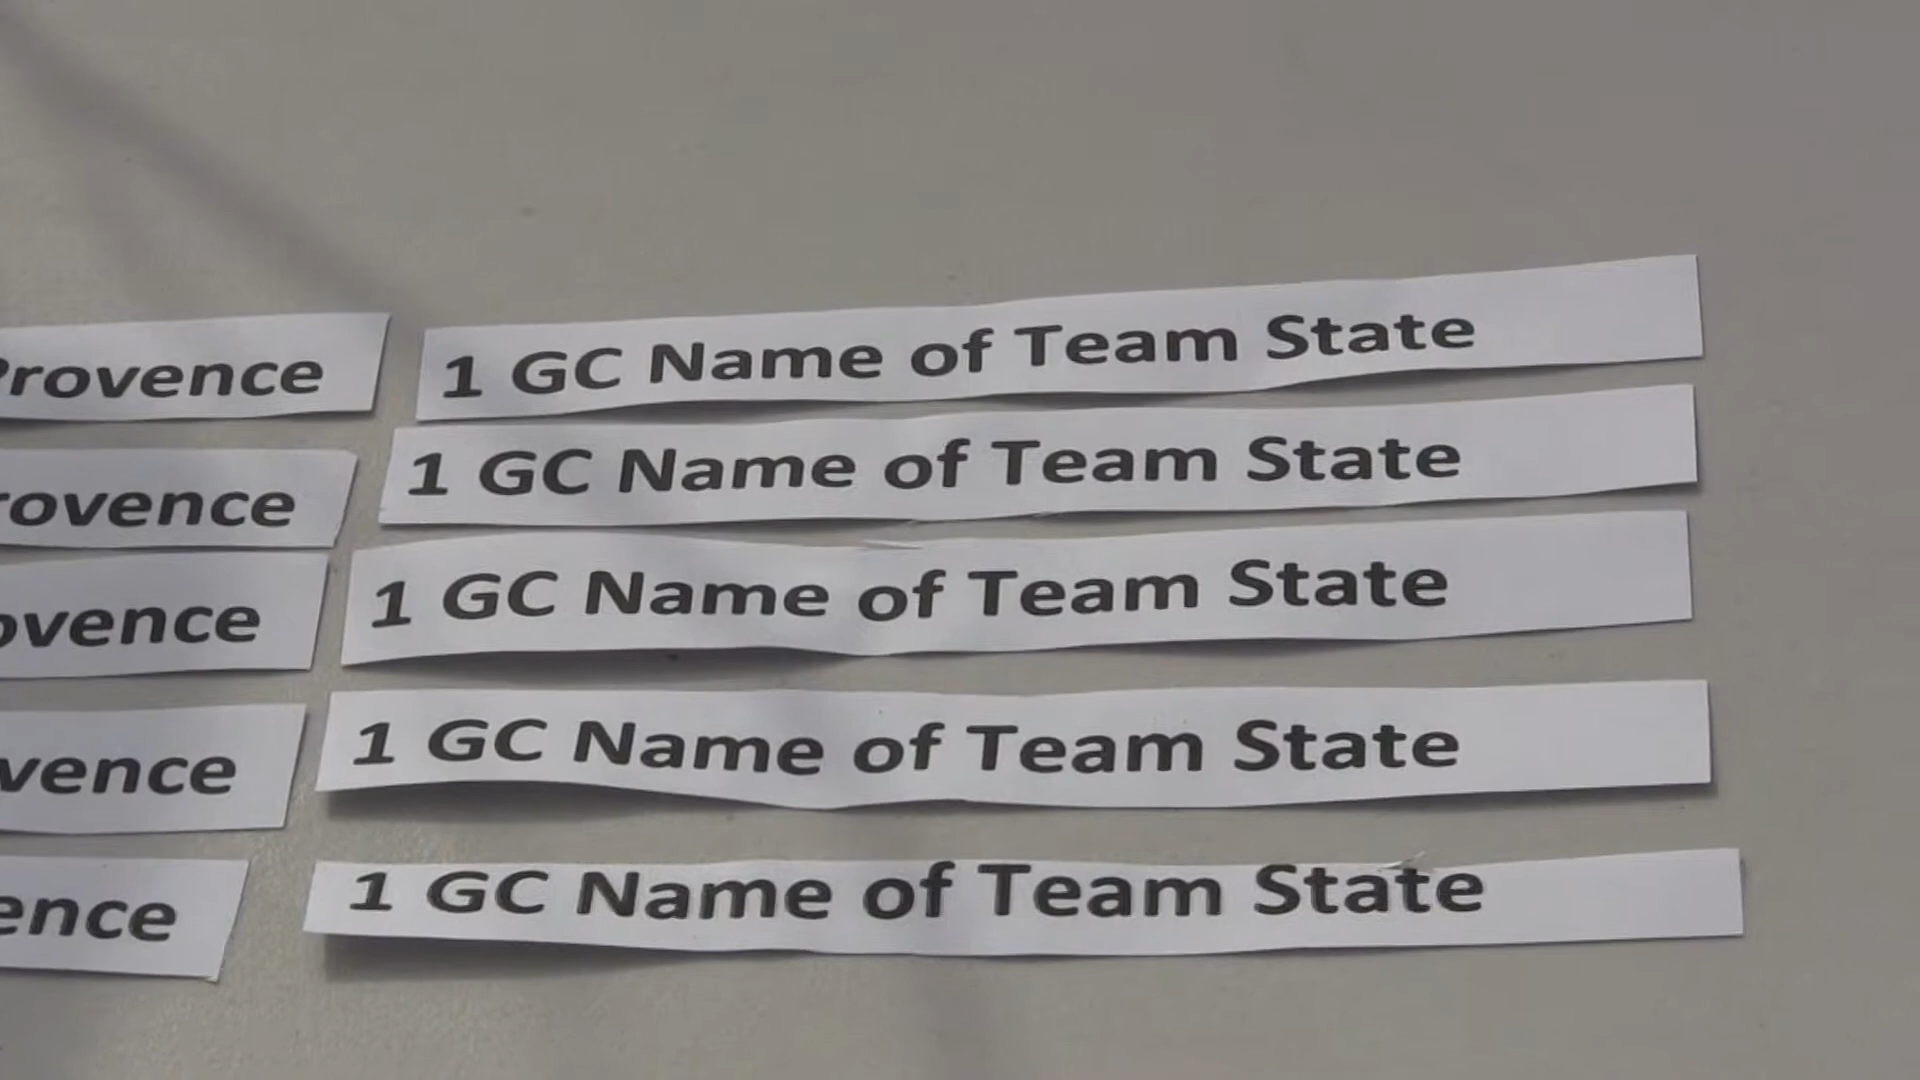 Provence 1 GC Name of Team State
rovence 1 GC Name of Team State
ovence 1 GC Name of Team State
vence 1 GC Name of Team State
ence 1 GC Name of Team State